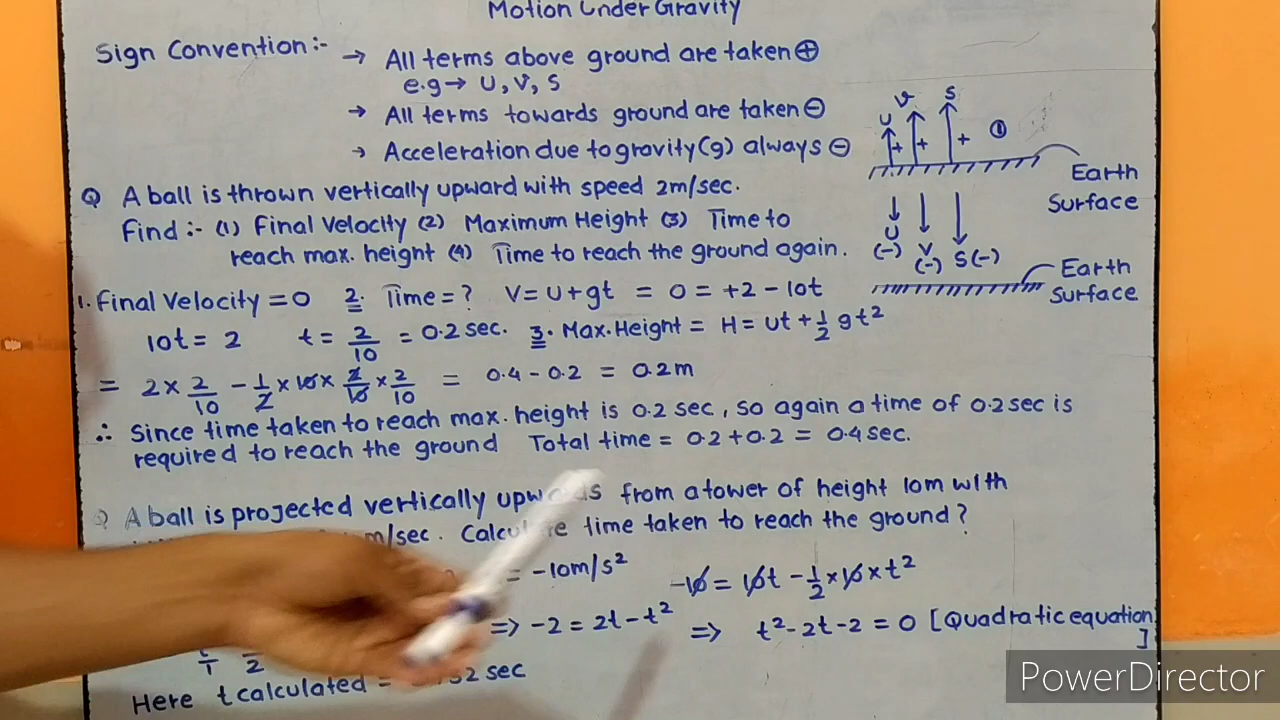 Motion Under Gravity
Sign Convention:- → All terms above ground are taken ⊕
e.g → U, V, S
→ All terms towards ground are taken ⊖
→ Acceleration due to gravity (g) always ⊖
U V S
+ + + ①
Earth Surface
U (-) V (-) S (-)
Earth Surface
Q A ball is thrown vertically upward with speed 2m/sec.
Find :- (1) Final Velocity (2) Maximum Height (3) Time to
reach max. height (4) Time to reach the ground again.
1. Final Velocity = 0 2. Time = ? V = U + gt = 0 = +2 - 10t
10t = 2 t = 2/10 = 0.2 sec. 3. Max. Height = H = Ut + 1/2 gt²
= 2 × 2/10 - 1/2 × 10 × 2/10 × 2/10 = 0.4 - 0.2 = 0.2m
∴ Since time taken to reach max. height is 0.2 sec, so again a time of 0.2 sec is
required to reach the ground Total time = 0.2 + 0.2 = 0.4 sec.
Q A ball is projected vertically from a tower of height 10m with
m/sec. time taken to reach the ground?
= -10m/s² -10 = 10t - 1/2 × 10 × t²
⇒ -2 = 2t - t² ⇒ t² - 2t - 2 = 0 [Quadratic equation]
Here t calculated = sec
PowerDirector